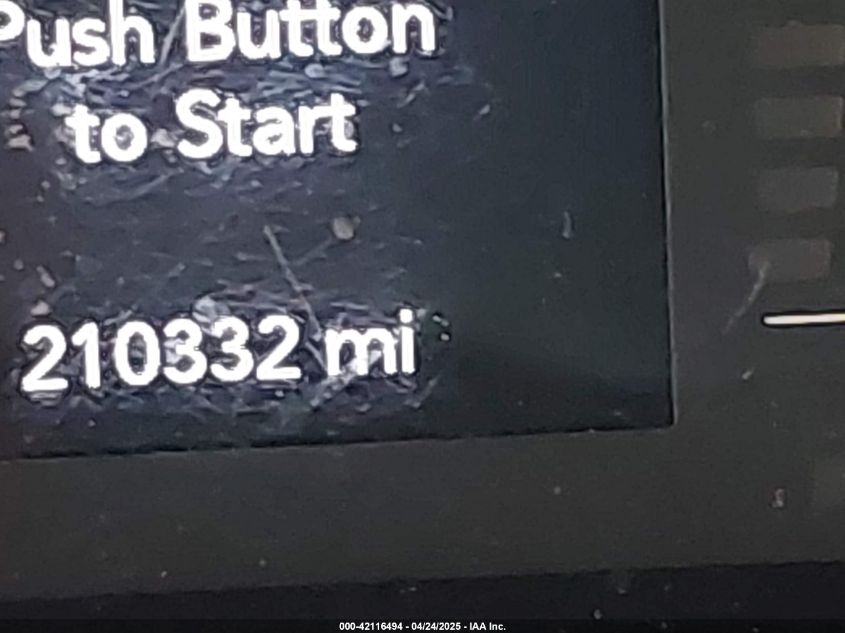 Push Button
to Start
210332 mi
000-42116494 - 04/24/2025 - IAA Inc.